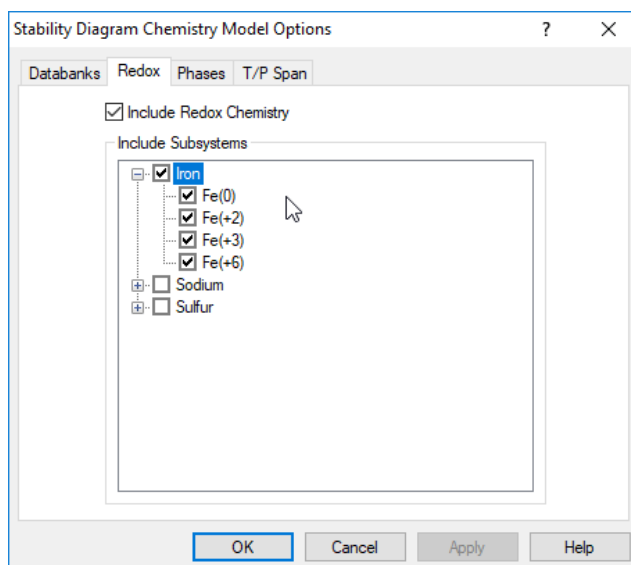 Stability Diagram Chemistry Model Options ?
Databanks Redox Phases T/P Span
Include Redox Chemistry
Include Subsystems
Iron
Fe(0)
Fe(+2)
Fe(+3)
Fe(+6)
Sodium
Sulfur
OK Cancel Apply Help